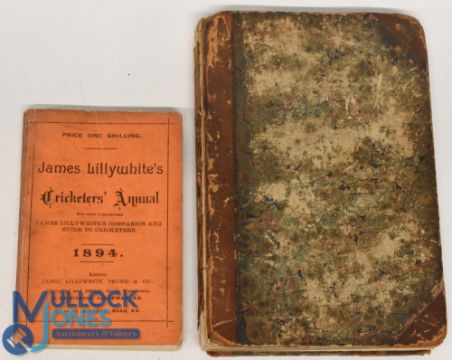 PRICE ONE SHILLING.
James Lillywhite's
Cricketers' Annual
JAMES LILLYWHITE'S COMPANION AND
GUIDE TO CRICKETERS
1894.
London:
JAMES LILLYWHITE, FROWD & CO.,
MULLOCK
JONES
Auctioneers & Valuers